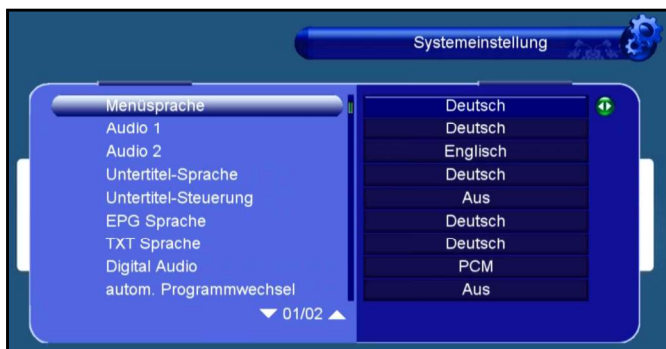 Systemeinstellung
Menüsprache Deutsch
Audio 1 Deutsch
Audio 2 Englisch
Untertitel-Sprache Deutsch
Untertitel-Steuerung Aus
EPG Sprache Deutsch
TXT Sprache Deutsch
Digital Audio PCM
autom. Programmwechsel Aus
01/02